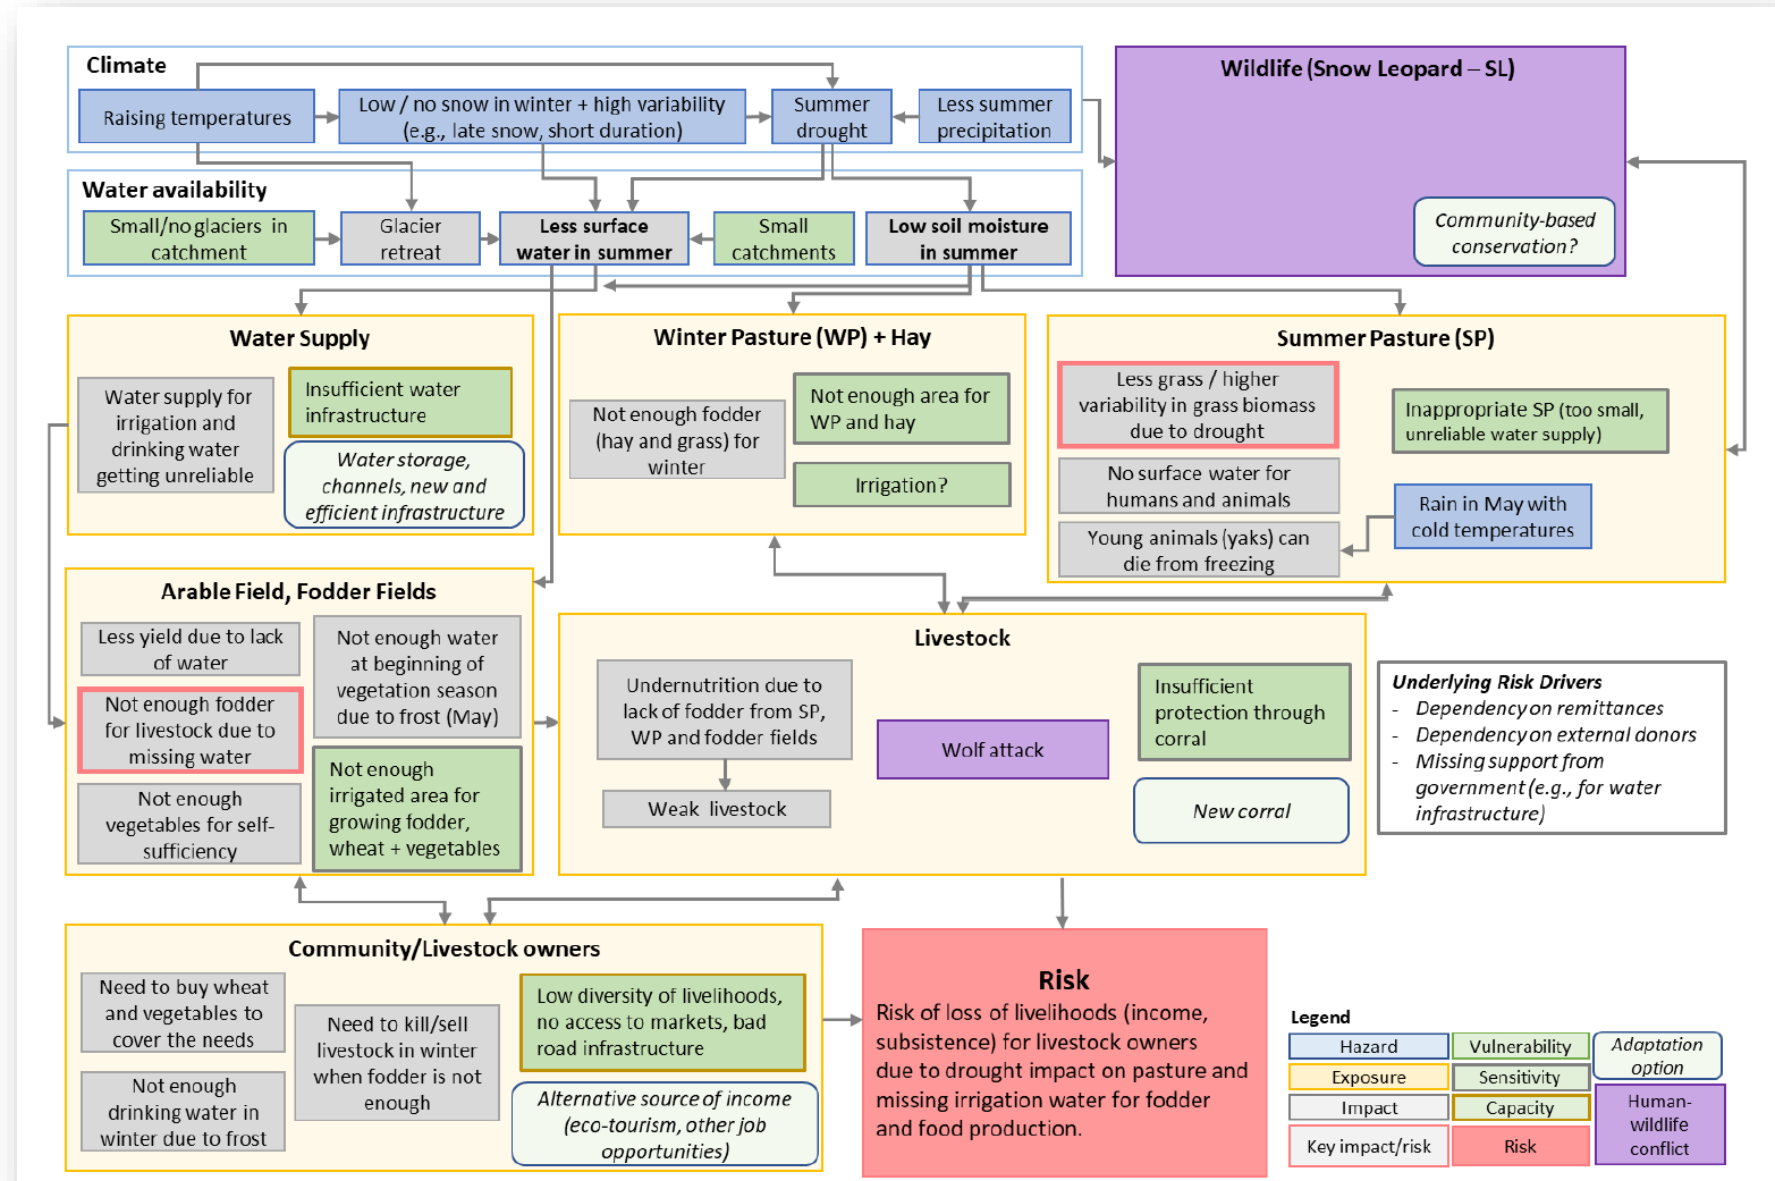 Climate
Raising temperatures
Low / no snow in winter + high variability
(e.g., late snow, short duration)
Summer
drought
Less summer
precipitation
Wildlife (Snow Leopard – SL)
Community-based
conservation?
Water availability
Small/no glaciers in
catchment
Glacier
retreat
Less surface
water in summer
Small
catchments
Low soil moisture
in summer
Water Supply
Water supply for
irrigation and
drinking water
getting unreliable
Insufficient water
infrastructure
Water storage,
channels, new and
efficient infrastructure
Winter Pasture (WP) + Hay
Not enough fodder
(hay and grass) for
winter
Not enough area for
WP and hay
Irrigation?
Summer Pasture (SP)
Less grass / higher
variability in grass biomass
due to drought
No surface water for
humans and animals
Young animals (yaks) can
die from freezing
Inappropriate SP (too small,
unreliable water supply)
Rain in May with
cold temperatures
Arable Field, Fodder Fields
Less yield due to lack
of water
Not enough fodder
for livestock due to
missing water
Not enough
vegetables for self-
sufficiency
Not enough water
at beginning of
vegetation season
due to frost (May)
Not enough
irrigated area for
growing fodder,
wheat + vegetables
Livestock
Undernutrition due to
lack of fodder from SP,
WP and fodder fields
Weak livestock
Wolf attack
Insufficient
protection through
corral
New corral
Underlying Risk Drivers
- Dependency on remittances
- Dependency on external donors
- Missing support from
government (e.g., for water
infrastructure)
Community/Livestock owners
Need to buy wheat
and vegetables to
cover the needs
Not enough
drinking water in
winter due to frost
Need to kill/sell
livestock in winter
when fodder is not
enough
Low diversity of livelihoods,
no access to markets, bad
road infrastructure
Alternative source of income
(eco-tourism, other job
opportunities)
Risk
Risk of loss of livelihoods (income,
subsistence) for livestock owners
due to drought impact on pasture and
missing irrigation water for fodder
and food production.
Legend
Hazard
Vulnerability
Adaptation
option
Exposure
Sensitivity
Impact
Capacity
Human-
wildlife
conflict
Key impact/risk
Risk